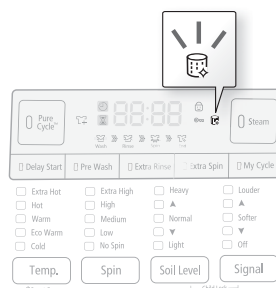 Pure Cycle™
88:88
Steam
Wash Rinse Spin
Delay Start Pre Wash Extra Rinse Extra Spin My Cycle
Extra Hot Extra High Heavy Louder
Hot High ▲ ▲
Warm Medium Normal Softer
Eco Warm Low ▼ ▼
Cold No Spin Light Off
Temp. Spin Soil Level Signal